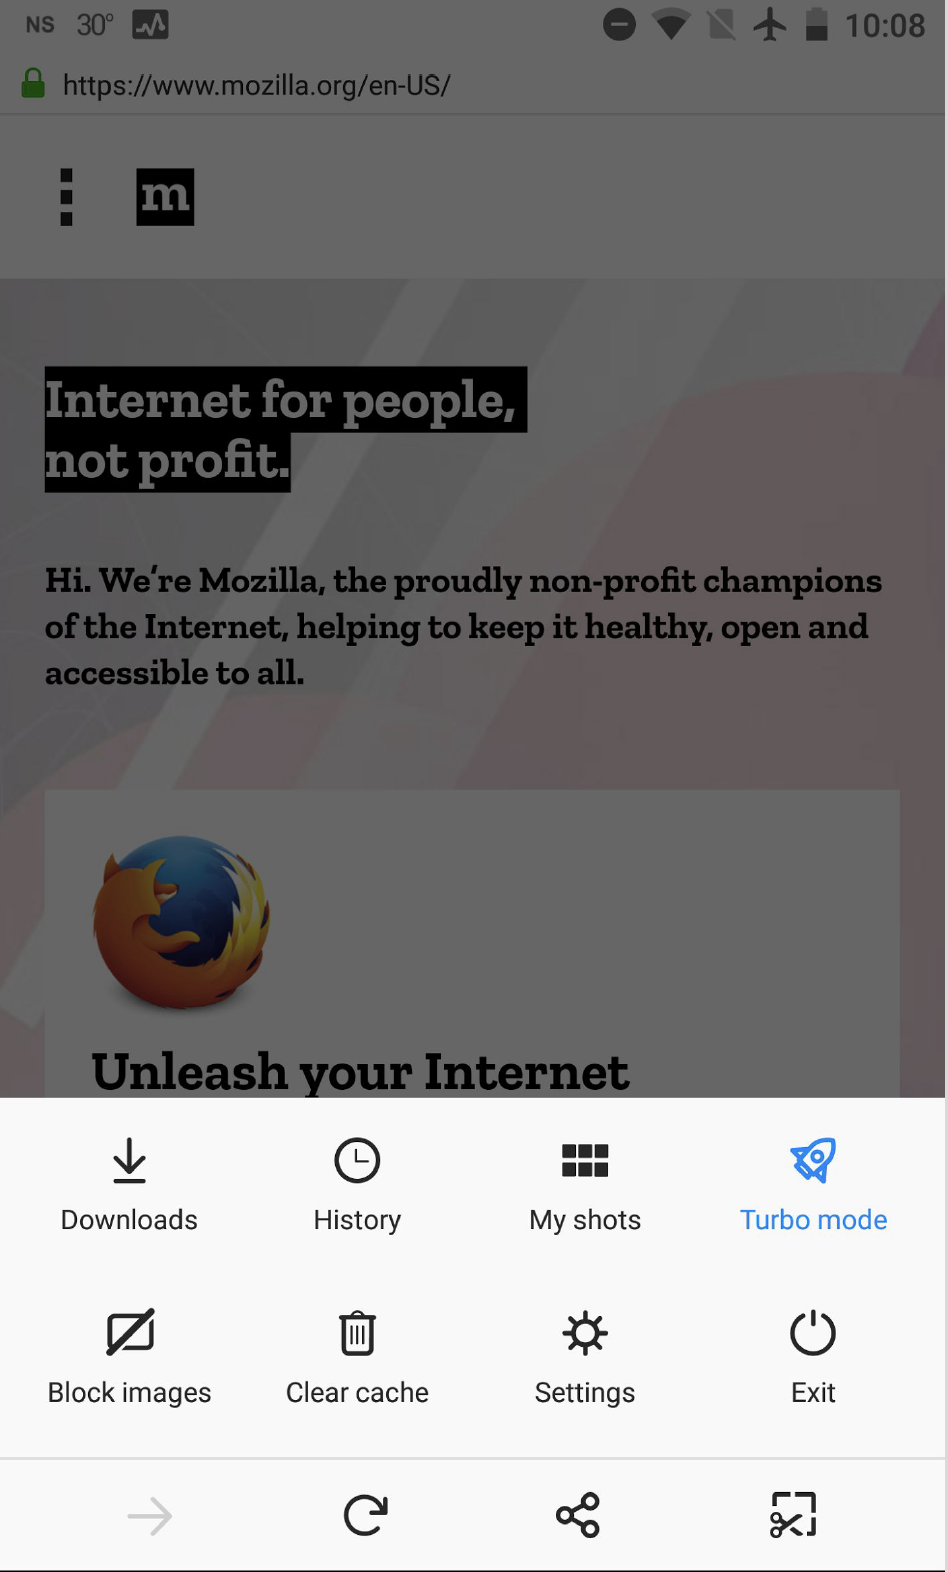 NS 30° 10:08
https://www.mozilla.org/en-US/
m
Internet for people,
not profit.
Hi. We’re Mozilla, the proudly non-profit champions
of the Internet, helping to keep it healthy, open and
accessible to all.
Unleash your Internet
Downloads History My shots Turbo mode
Block images Clear cache Settings Exit